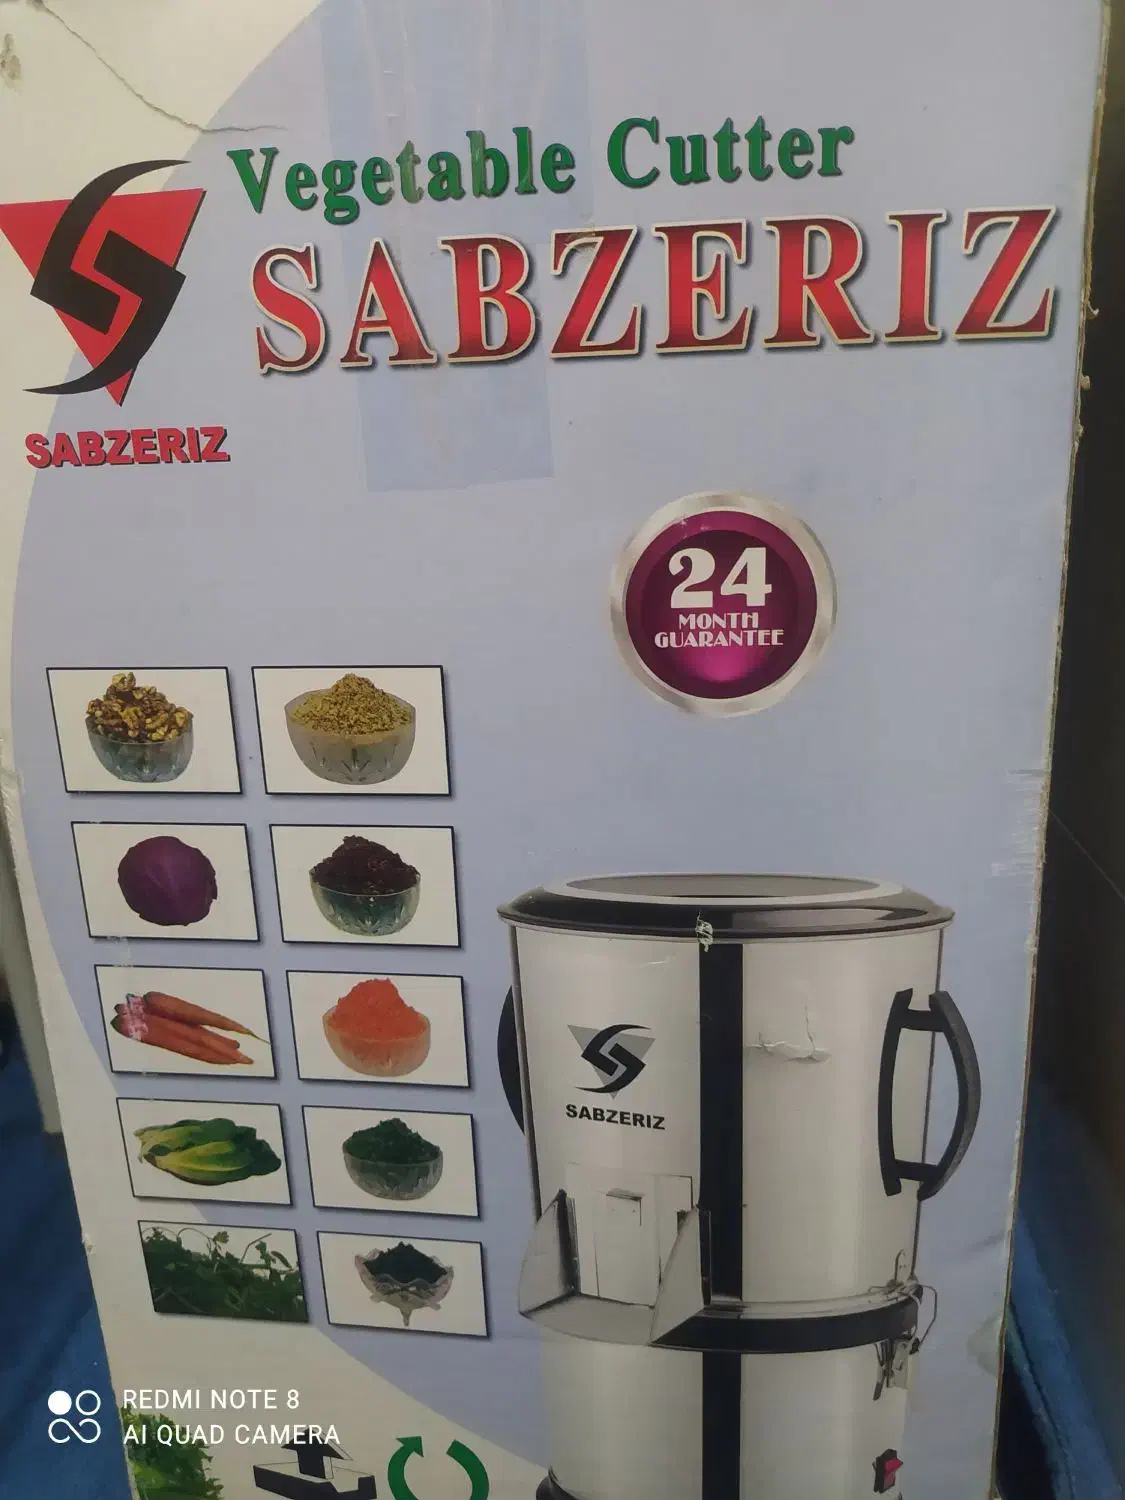 Vegetable Cutter
SABZERIZ
SABZERIZ
24
MONTH
GUARANTEE
SABZERIZ
REDMI NOTE 8
AI QUAD CAMERA